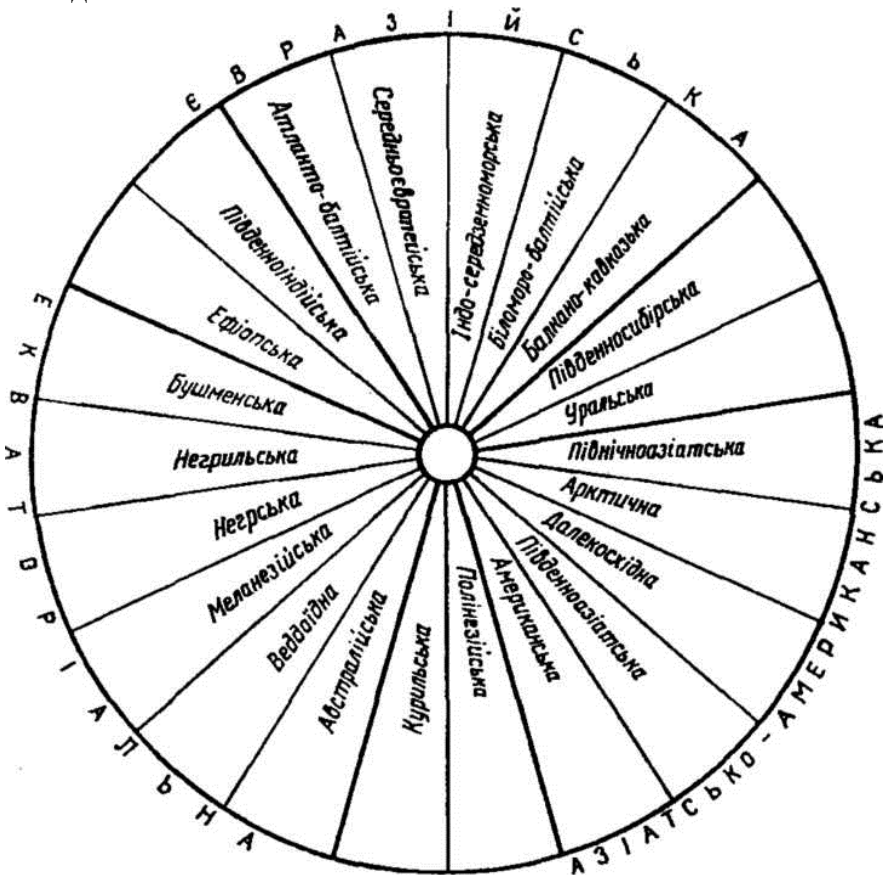 ЄВРАЗІЙСЬКА
Атланто-балтійська
Середньоєвропейська
Індо-середземноморська
Біломоро-балтійська
Балкано-кавказька
Південносибірська
Уральська
АЗІАТСЬКО-АМЕРИКАНСЬКА
Північноазіатська
Арктична
Далекосхідна
Південноазіатська
Американська
Полінезійська
Курильська
ЕКВАТОРІАЛЬНА
Австралійська
Веддоїдна
Меланезійська
Негрська
Негрильська
Бушменська
Ефіопська
Південноіндійська